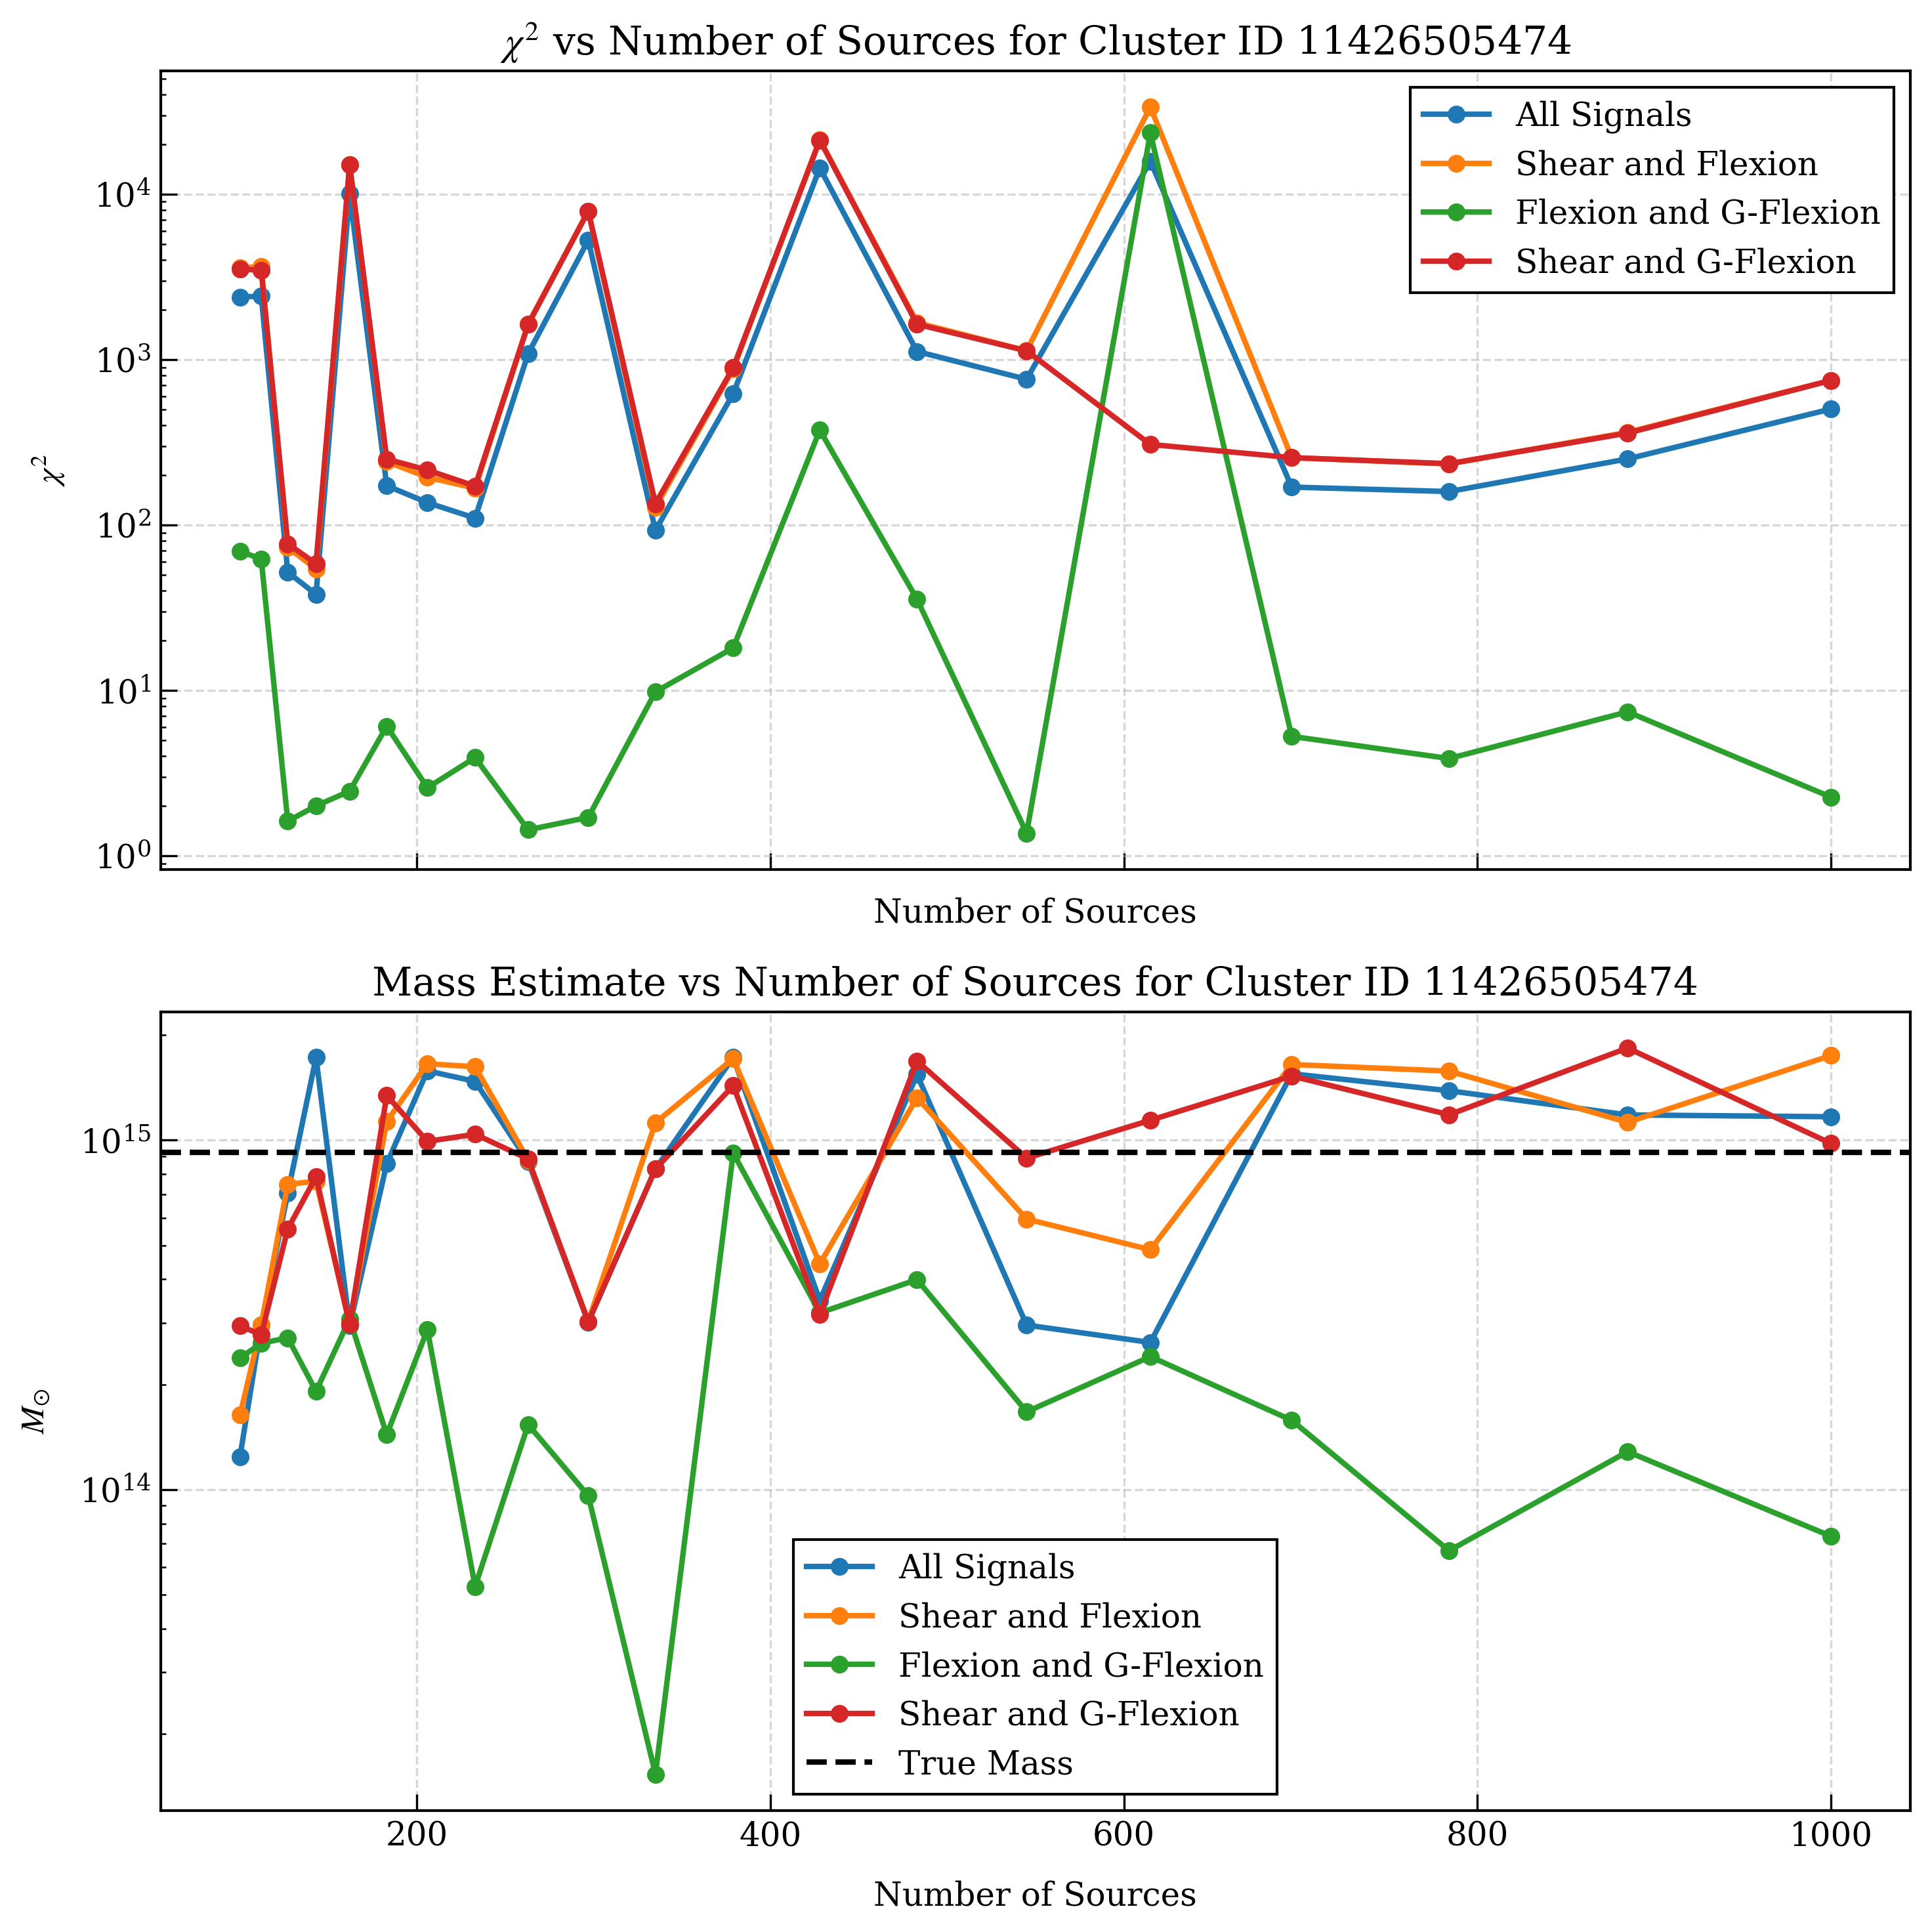 χ² vs Number of Sources for Cluster ID 11426505474
All Signals
Shear and Flexion
Flexion and G-Flexion
Shear and G-Flexion
10⁴
10³
10²
10¹
10⁰
χ²
Number of Sources
Mass Estimate vs Number of Sources for Cluster ID 11426505474
10¹⁵
10¹⁴
M⊙
All Signals
Shear and Flexion
Flexion and G-Flexion
Shear and G-Flexion
True Mass
200 400 600 800 1000
Number of Sources